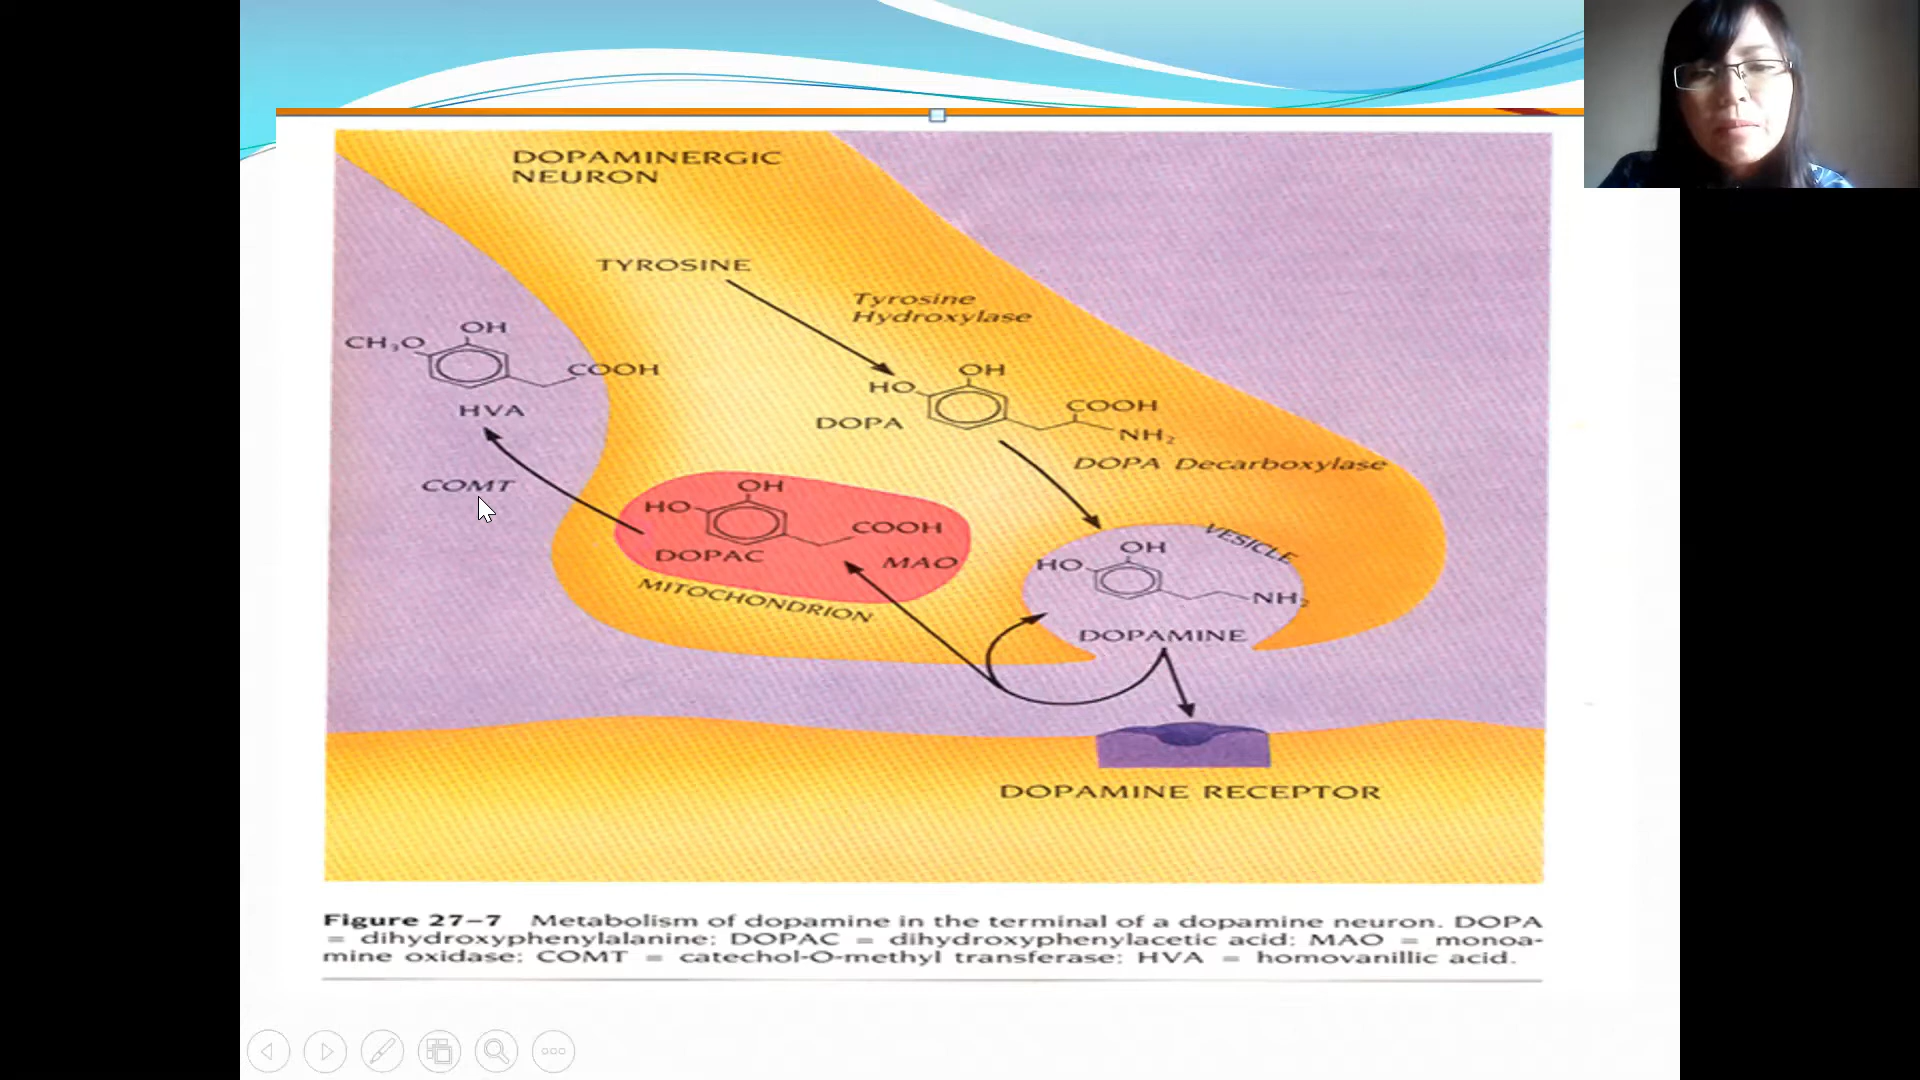 DOPAMINERGIC
NEURON
TYROSINE
Tyrosine
Hydroxylase
OH
CH₃O
COOH
HVA
OH
HO
COOH
NH₂
DOPA
DOPA Decarboxylase
COMT
OH
HO
COOH
DOPAC
MAO
MITOCHONDRION
VESICLE
OH
HO
NH₂
DOPAMINE
DOPAMINE RECEPTOR
Figure 27–7 Metabolism of dopamine in the terminal of a dopamine neuron. DOPA
= dihydroxyphenylalanine; DOPAC = dihydroxyphenylacetic acid; MAO = monoa-
mine oxidase; COMT = catechol-O-methyl transferase; HVA = homovanillic acid.